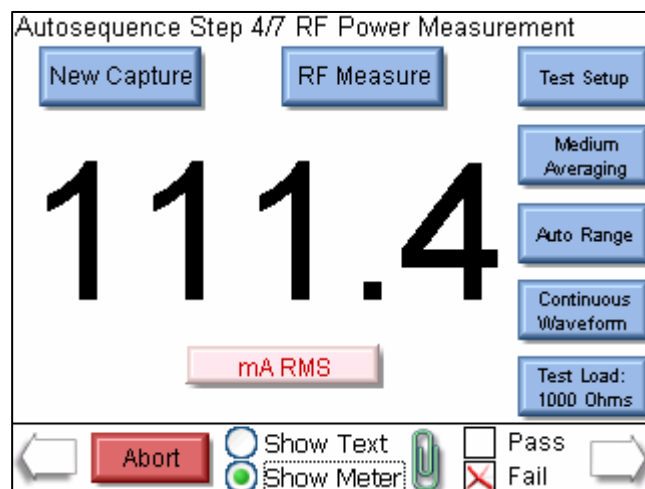 Autosequence Step 4/7 RF Power Measurement
New Capture
RF Measure
Test Setup
Medium
Averaging
111.4
Auto Range
Continuous
Waveform
mA RMS
Test Load:
1000 Ohms
Abort
Show Text
Show Meter
Pass
Fail